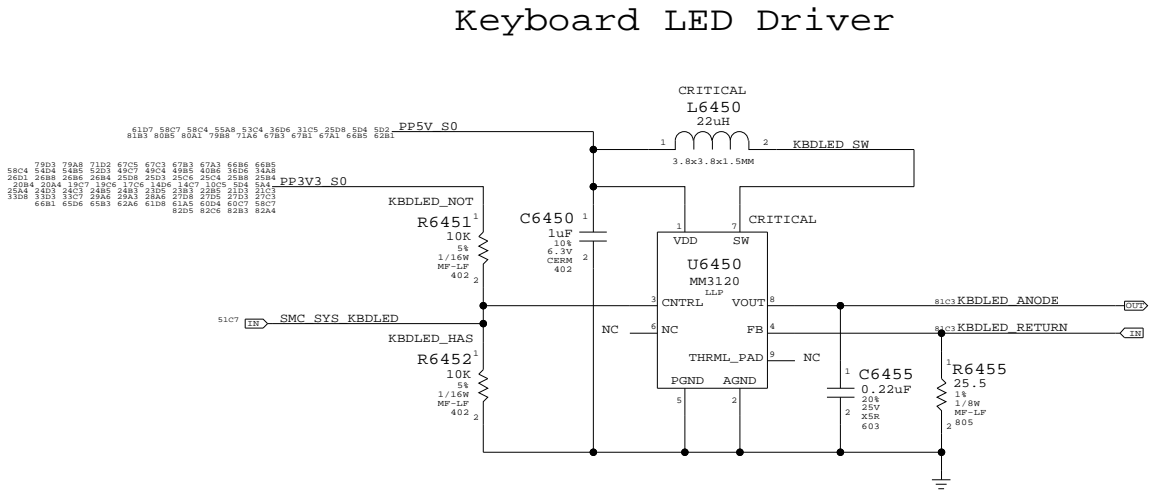 Keyboard LED Driver
CRITICAL
L6450
22uH
1
2
KBDLED_SW
3.8x3.8x1.5MM
61D7 58C7 58C4 55A8 53C4 36D6 31C5 25D8 5D4 5D2
81B3 80B5 80A1 79B8 71A6 67B3 67B1 67A1 66B5 62B1
PP5V_S0
79D3 79A8 71D2 67C5 67C3 67B3 67A3 66B6 66B5
58C4 54D4 54B5 52D3 49C7 49C4 49B5 40B6 36D6 34A8
26D1 26B8 26B6 26B4 25D8 25D3 25C6 25C4 25B8 25B4
20B4 20A4 19C7 19C6 17C6 14D6 14C7 10C5 5D4 5A4
25A4 24D3 24C3 24B5 24B3 23D5 23B3 22B5 21D3 21C3
33D8 33D3 33C7 29A6 29A3 28A6 27D8 27D5 27D3 27C3
66B1 65D6 65B3 62A6 61D8 61A5 60D4 60C7 58C7
82D5 82C6 82B3 82A4
PP3V3_S0
KBDLED_NOT
R6451
1
10K
5%
1/16W
MF-LF
402
2
C6450
1
1uF
10%
6.3V
CERM
402
2
CRITICAL
1
7
VDD
SW
U6450
MM3120
LLP
3
CNTRL
VOUT
8
81C3
KBDLED_ANODE
OUT
51C7
IN
SMC_SYS_KBDLED
NC
6
NC
FB
4
81C3
KBDLED_RETURN
IN
KBDLED_HAS
R6452
1
10K
5%
1/16W
MF-LF
402
2
THRML_PAD
9
NC
PGND
AGND
5
2
1
C6455
0.22uF
20%
25V
X5R
603
2
1
R6455
25.5
1%
1/8W
MF-LF
805
2